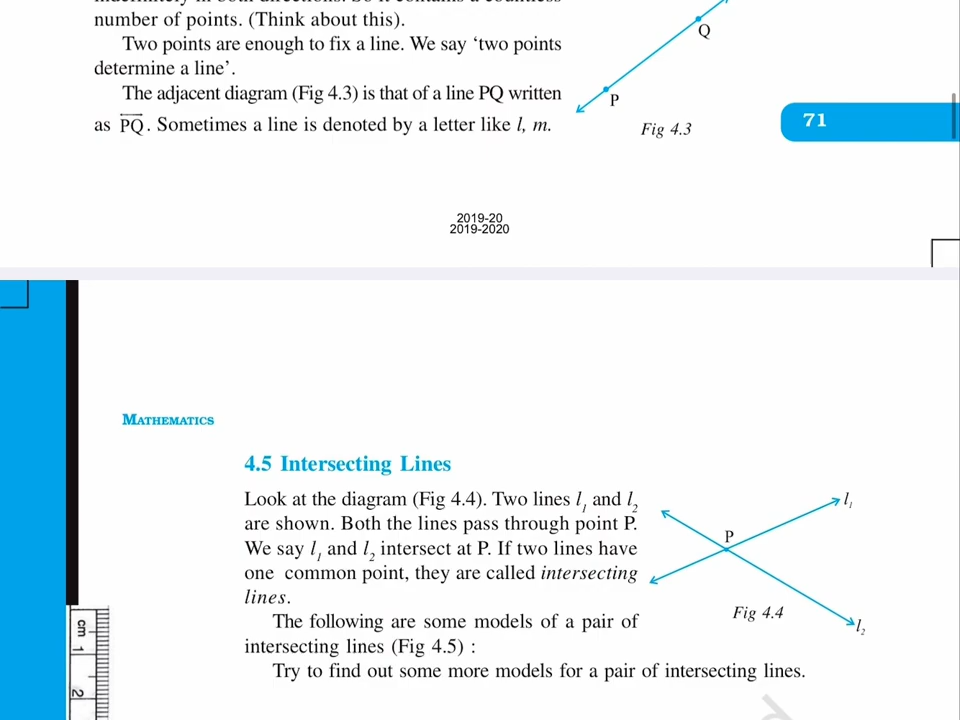 number of points. (Think about this).
Two points are enough to fix a line. We say ‘two points
determine a line’.
The adjacent diagram (Fig 4.3) is that of a line PQ written
as PQ. Sometimes a line is denoted by a letter like l, m.
Q
P
Fig 4.3
71
2019-20
2019-2020
MATHEMATICS
4.5 Intersecting Lines
Look at the diagram (Fig 4.4). Two lines l1 and l2
are shown. Both the lines pass through point P.
We say l1 and l2 intersect at P. If two lines have
one common point, they are called intersecting
lines.
The following are some models of a pair of
intersecting lines (Fig 4.5) :
Try to find out some more models for a pair of intersecting lines.
l1
P
Fig 4.4
l2
cm 1
2